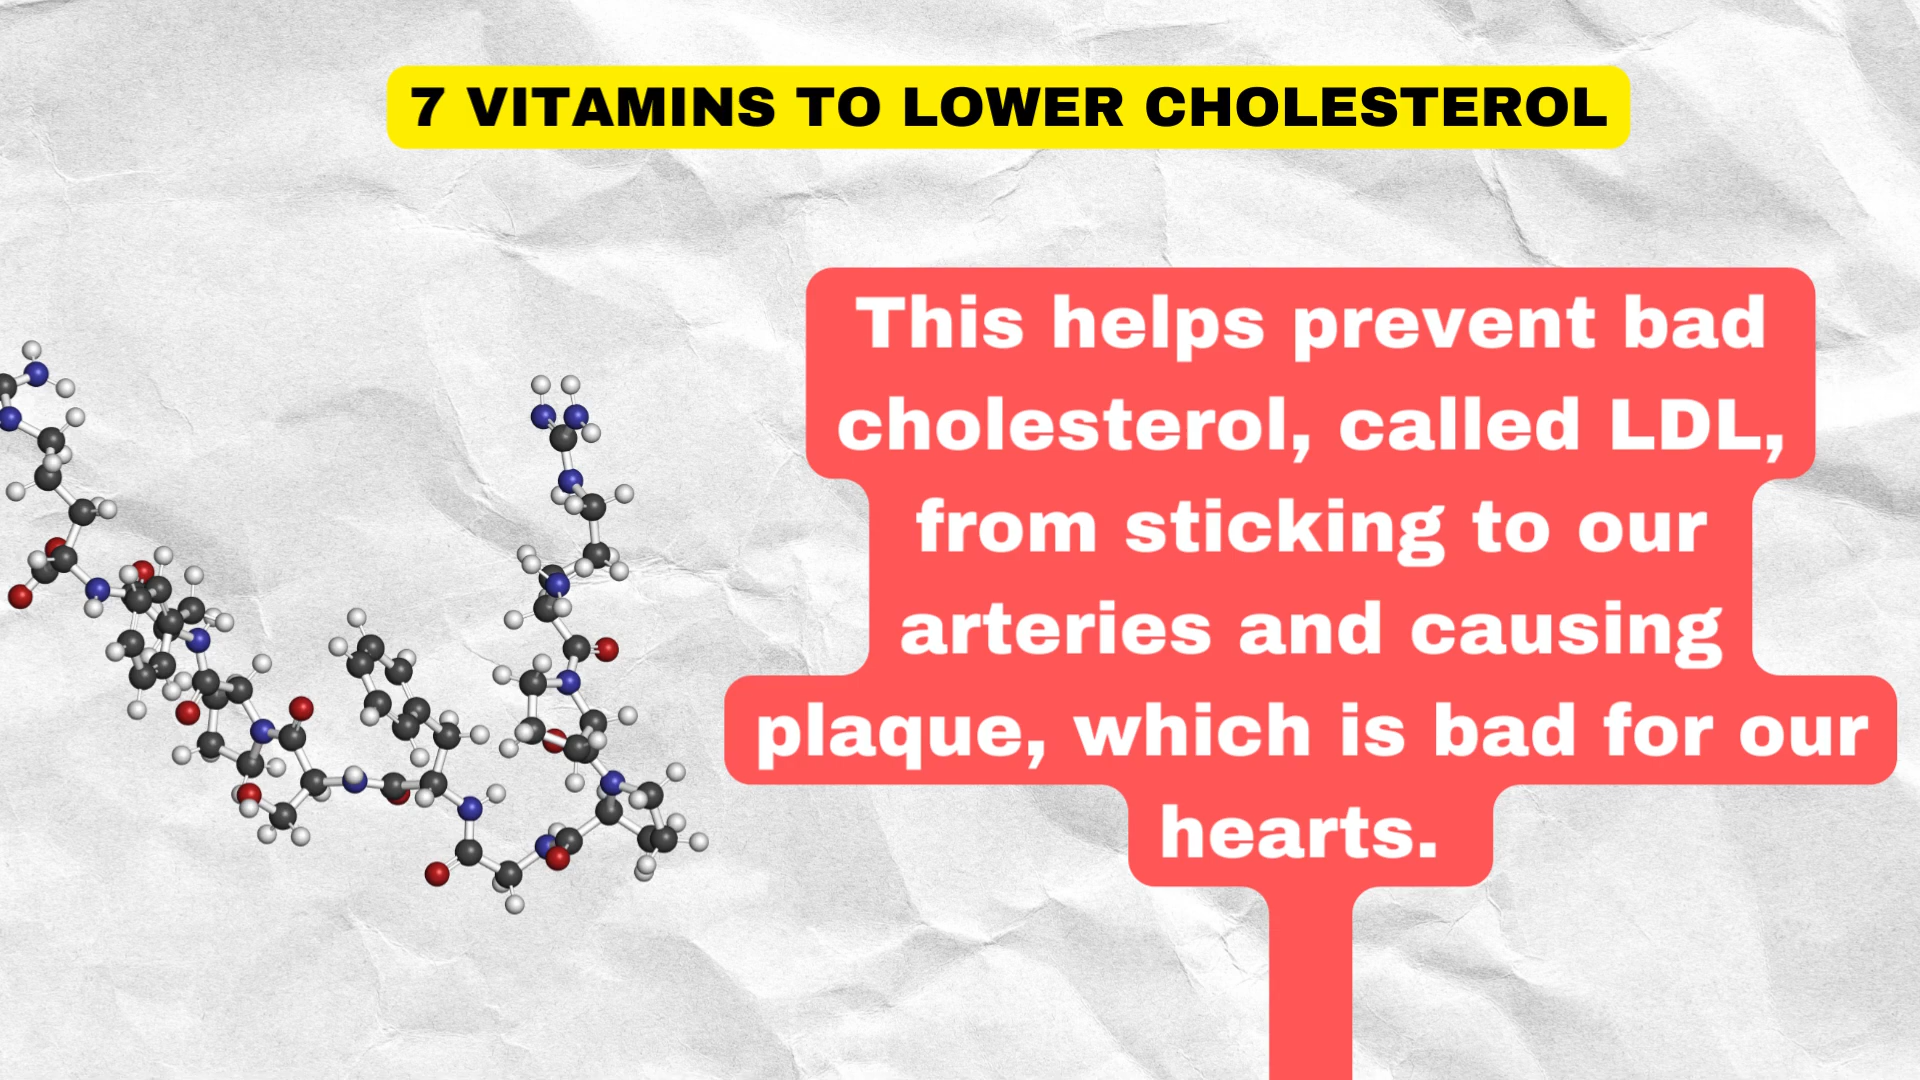 7 VITAMINS TO LOWER CHOLESTEROL
This helps prevent bad
cholesterol, called LDL,
from sticking to our
arteries and causing
plaque, which is bad for our
hearts.